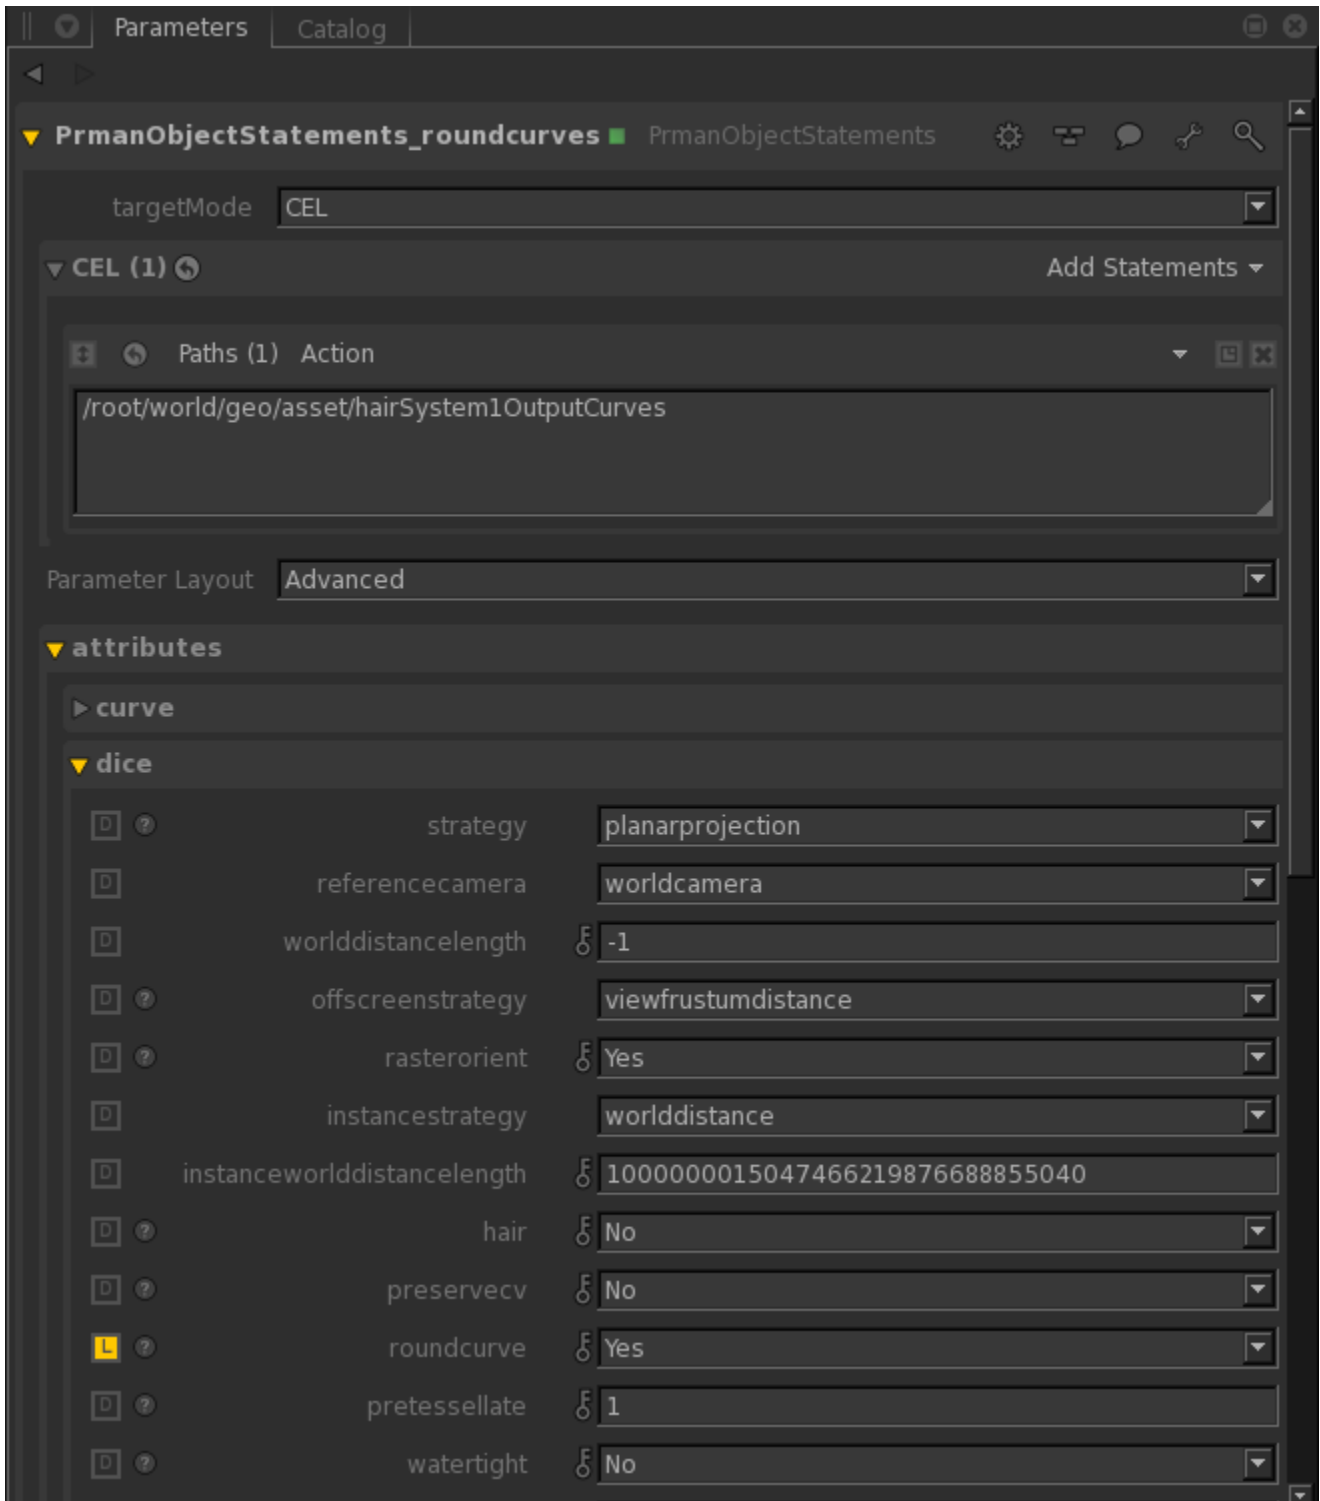 Parameters Catalog
PrmanObjectStatements_roundcurves PrmanObjectStatements
targetMode CEL
CEL (1) Add Statements
Paths (1) Action
/root/world/geo/asset/hairSystem1OutputCurves
Parameter Layout Advanced
attributes
curve
dice
D ? strategy planarprojection
D referencecamera worldcamera
D worlddistancelength -1
D ? offscreenstrategy viewfrustumdistance
D ? rasterorient Yes
D instancestrategy worlddistance
D instanceworlddistancelength 1000000015047466219876688855040
D ? hair No
D ? preservecv No
L ? roundcurve Yes
D ? pretessellate 1
D ? watertight No